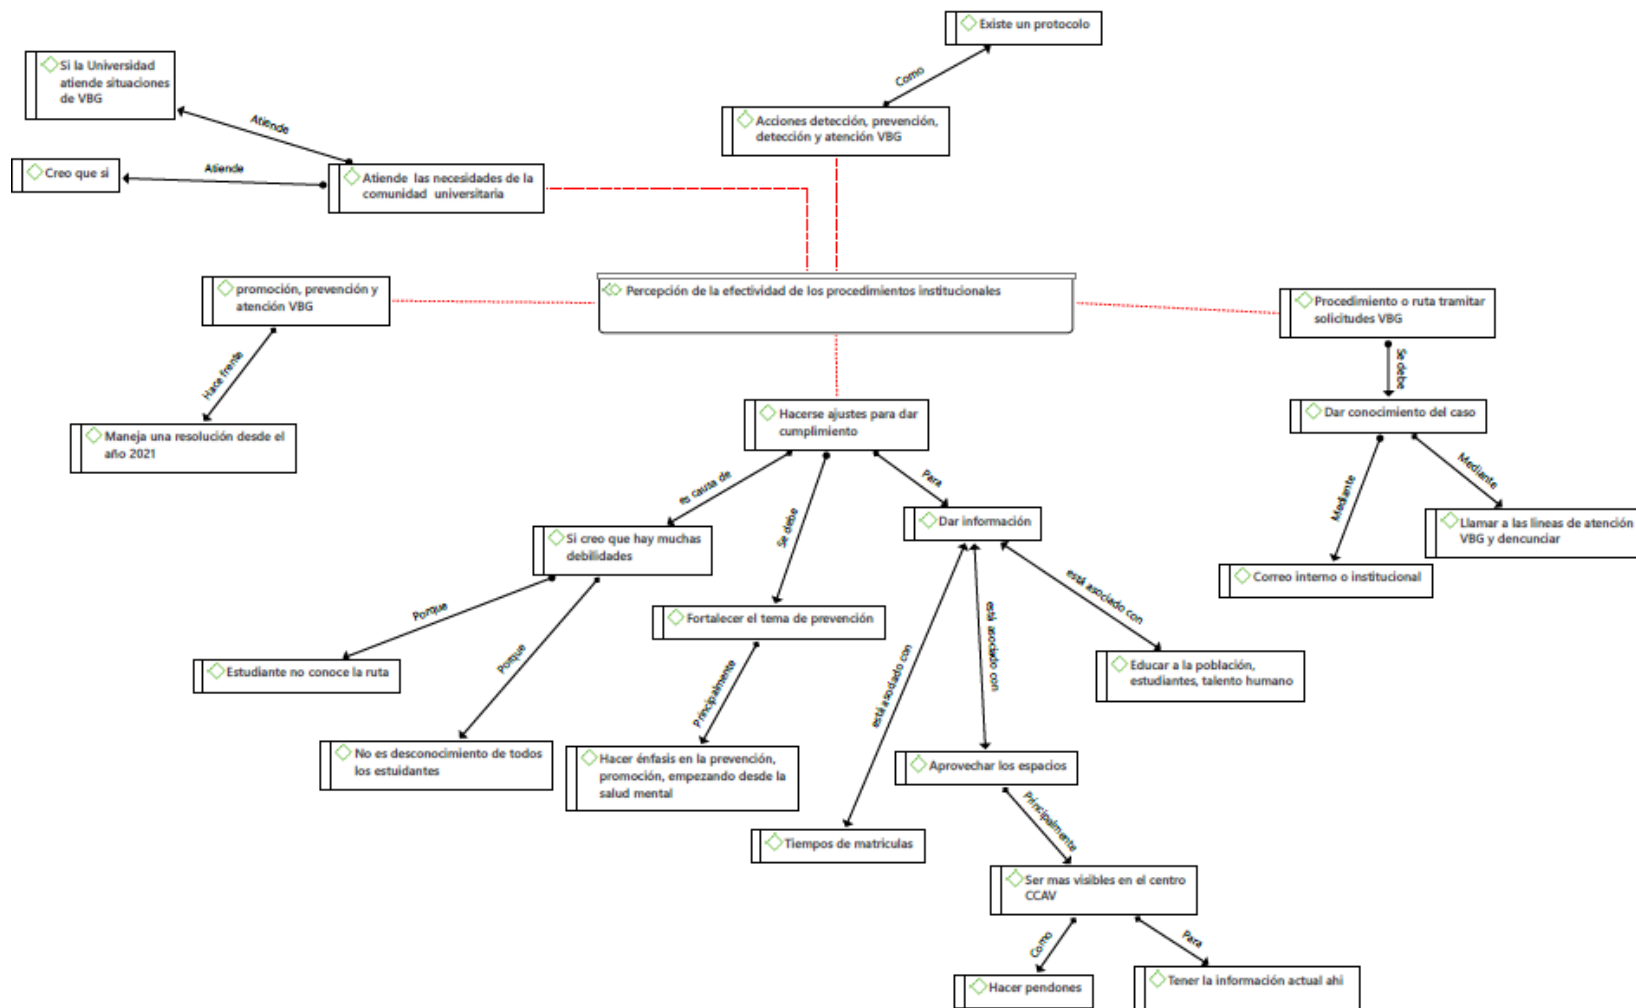 Existe un protocolo
Como
Si la Universidad
atiende situaciones
de VBG
Atiende
Acciones detección, prevención,
detección y atención VBG
Creo que si
Atiende
Atiende las necesidades de la
comunidad universitaria
promoción, prevención y
atención VBG
Percepción de la efectividad de los procedimientos institucionales
Procedimiento o ruta tramitar
solicitudes VBG
Hace frente
Se debe
Maneja una resolución desde el
año 2021
Hacerse ajustes para dar
cumplimiento
Dar conocimiento del caso
es causa de
Se debe
Para
Mediante
Mediante
Si creo que hay muchas
debilidades
Dar información
Llamar a las lineas de atención
VBG y dencunciar
Correo interno o institucional
Porque
Porque
Fortalecer el tema de prevención
está asociado con
está asociado con
está asociado con
Estudiante no conoce la ruta
Principalmente
Educar a la población,
estudiantes, talento humano
No es desconocimiento de todos
los estuidantes
Hacer énfasis en la prevención,
promoción, empezando desde la
salud mental
Aprovechar los espacios
Principalmente
Tiempos de matriculas
Ser mas visibles en el centro
CCAV
Como
Para
Hacer pendones
Tener la información actual ahi